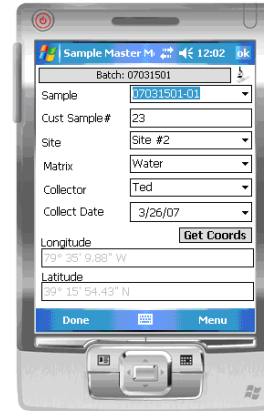 Sample Master M 12:02 ok
Batch: 07031501
Sample 07031501-01
Cust Sample# 23
Site Site #2
Matrix Water
Collector Ted
Collect Date 3/26/07
Get Coords
Longitude
79° 35' 9.88" W
Latitude
39° 15' 54.43" N
Done Menu